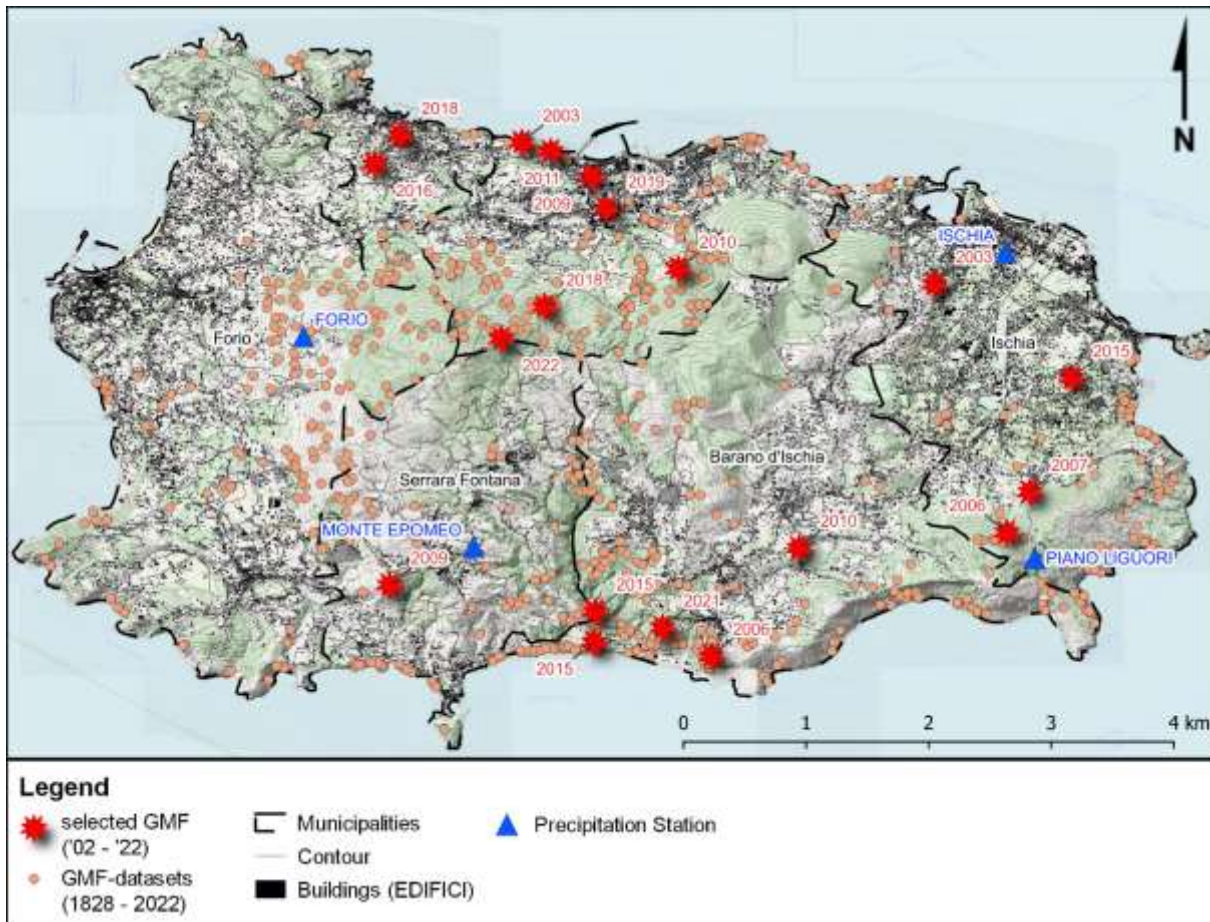 N
2018
2003
2016
2011
2019
2009
2010
ISCHIA
2003
2018
FORIO
Forio
Ischia
2022
2015
Barano d'Ischia
Serrara Fontana
2007
2006
2010
MONTE EPOMEO
2009
PIANO LIGUORI
2015
2021
2006
2015
0 1 2 3 4 km
Legend
selected GMF
('02 - '22)
GMF-datasets
(1828 - 2022)
Municipalities
Contour
Buildings (EDIFICI)
Precipitation Station